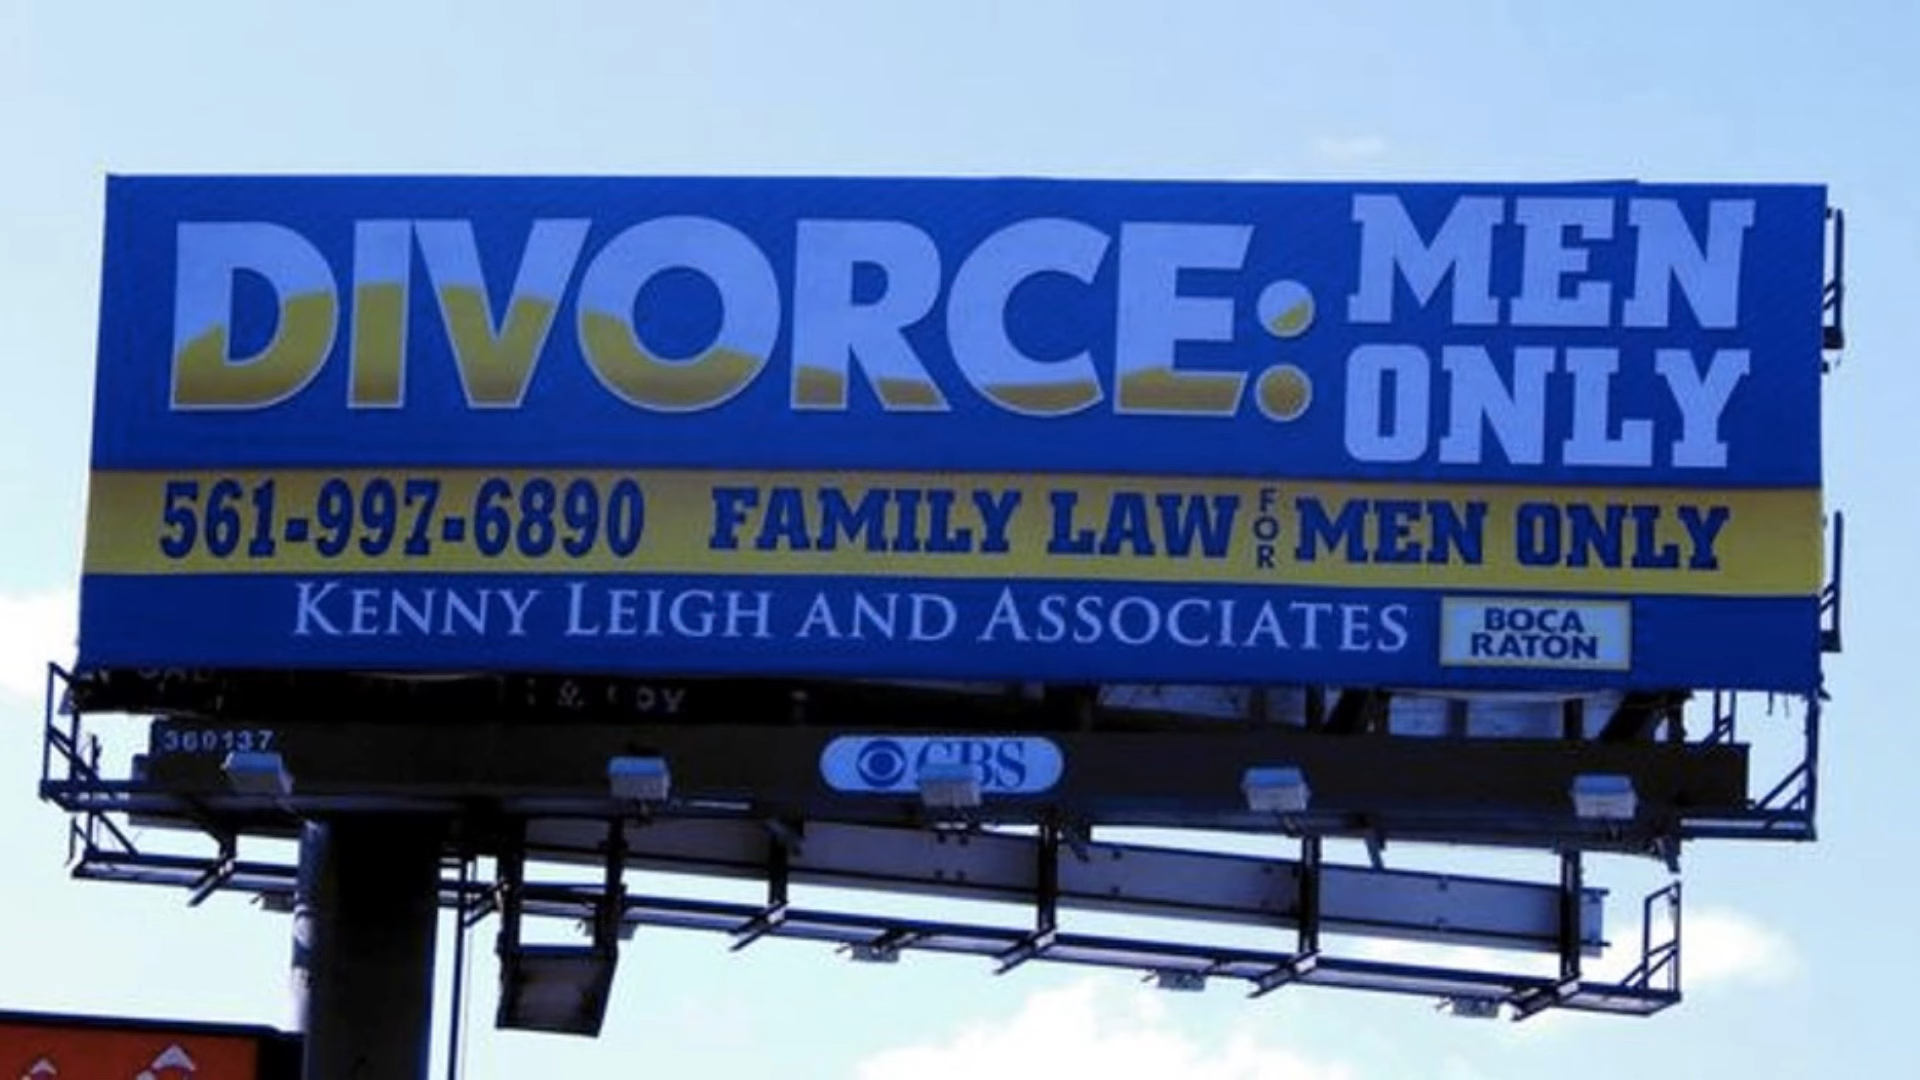 DIVORCE: MEN
ONLY
561-997-6890 FAMILY LAW FOR MEN ONLY
KENNY LEIGH AND ASSOCIATES BOCA
RATON
360137
CBS